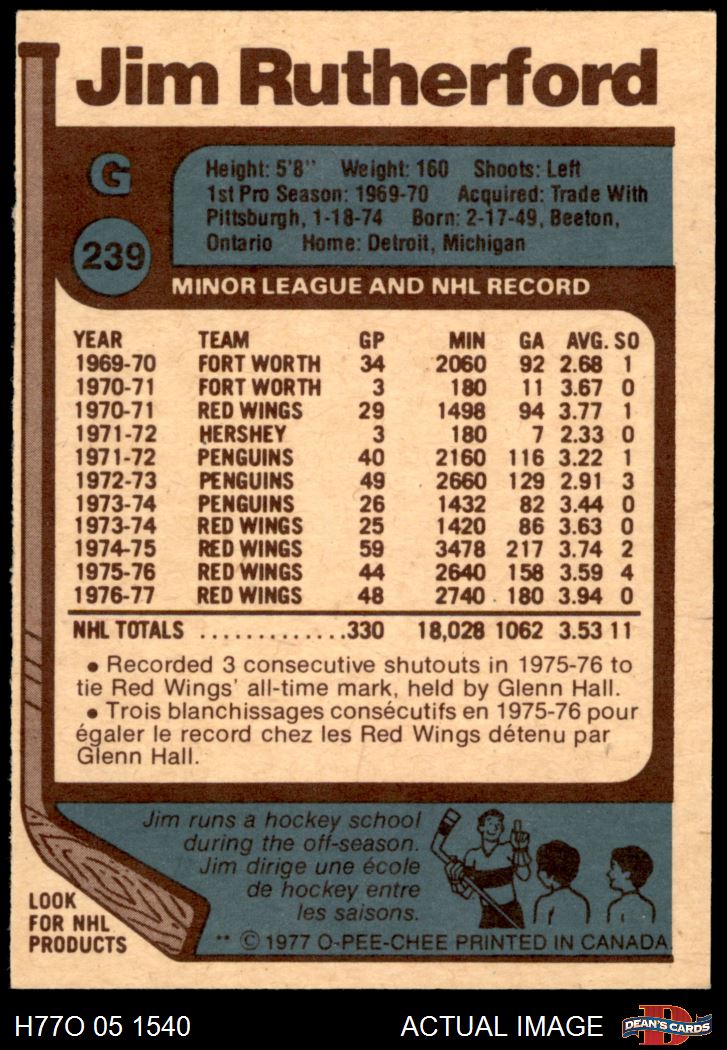 Jim Rutherford
G
239
Height: 5'8" Weight: 160 Shoots: Left
1st Pro Season: 1969-70 Acquired: Trade With
Pittsburgh, 1-18-74 Born: 2-17-49, Beeton,
Ontario Home: Detroit, Michigan
MINOR LEAGUE AND NHL RECORD
YEAR TEAM GP MIN GA AVG. SO
1969-70 FORT WORTH 34 2060 92 2.68 1
1970-71 FORT WORTH 3 180 11 3.67 0
1970-71 RED WINGS 29 1498 94 3.77 1
1971-72 HERSHEY 3 180 7 2.33 0
1971-72 PENGUINS 40 2160 116 3.22 1
1972-73 PENGUINS 49 2660 129 2.91 3
1973-74 PENGUINS 26 1432 82 3.44 0
1973-74 RED WINGS 25 1420 86 3.63 0
1974-75 RED WINGS 59 3478 217 3.74 2
1975-76 RED WINGS 44 2640 158 3.59 4
1976-77 RED WINGS 48 2740 180 3.94 0
NHL TOTALS .............330 18,028 1062 3.53 11
• Recorded 3 consecutive shutouts in 1975-76 to
tie Red Wings' all-time mark, held by Glenn Hall.
• Trois blanchissages consécutifs en 1975-76 pour
égaler le record chez les Red Wings détenu par
Glenn Hall.
Jim runs a hockey school
during the off-season.
Jim dirige une école
de hockey entre
les saisons.
LOOK
FOR NHL
PRODUCTS
** © 1977 O-PEE-CHEE PRINTED IN CANADA
H77O 05 1540 ACTUAL IMAGE
D
DEAN'S CARDS